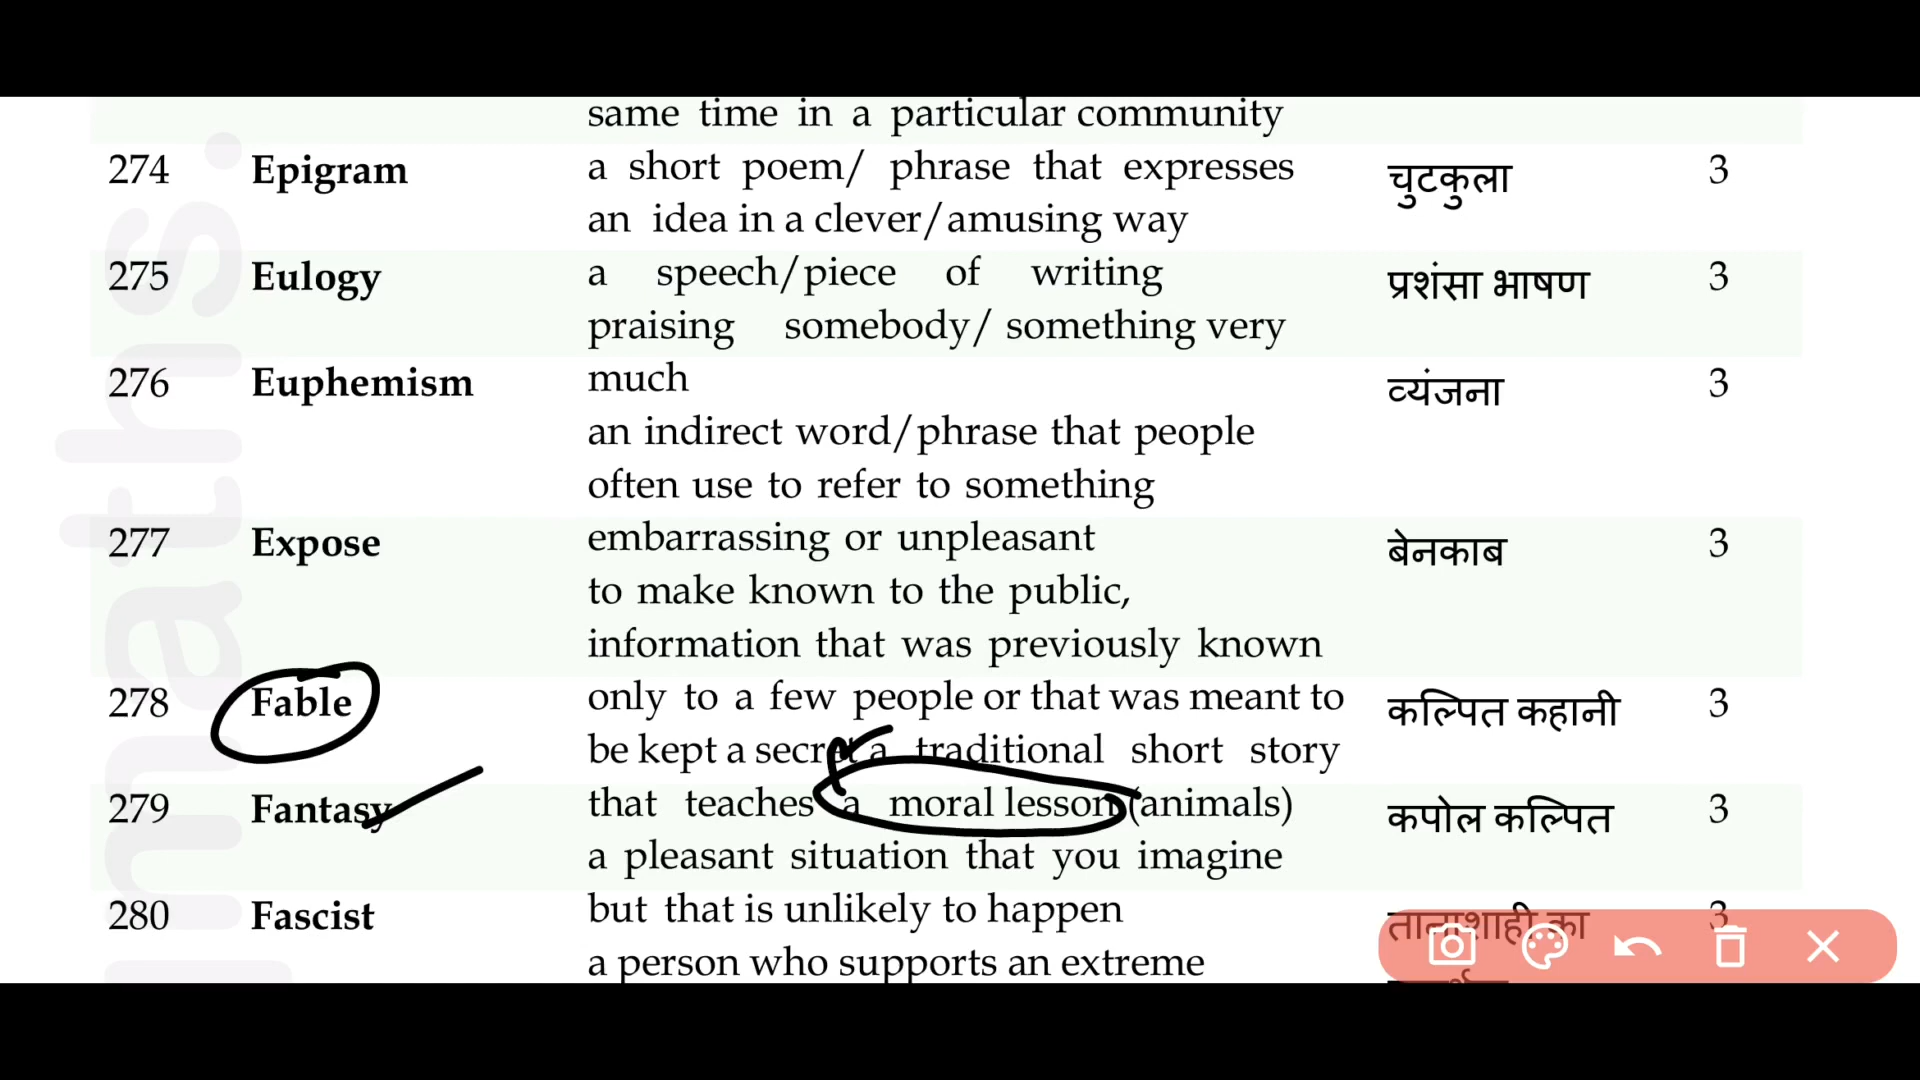 same time in a particular community
274 Epigram a short poem/ phrase that expresses चुटकुला 3
an idea in a clever/amusing way
275 Eulogy a speech/piece of writing प्रशंसा भाषण 3
praising somebody/ something very
276 Euphemism much व्यंजना 3
an indirect word/phrase that people
often use to refer to something
277 Expose embarrassing or unpleasant बेनकाब 3
to make known to the public,
information that was previously known
278 Fable only to a few people or that was meant to कल्पित कहानी 3
be kept a secret a traditional short story
279 Fantasy that teaches a moral lesson (animals) कपोल कल्पित 3
a pleasant situation that you imagine
280 Fascist but that is unlikely to happen तानाशाही का 3
a person who supports an extreme
maths.